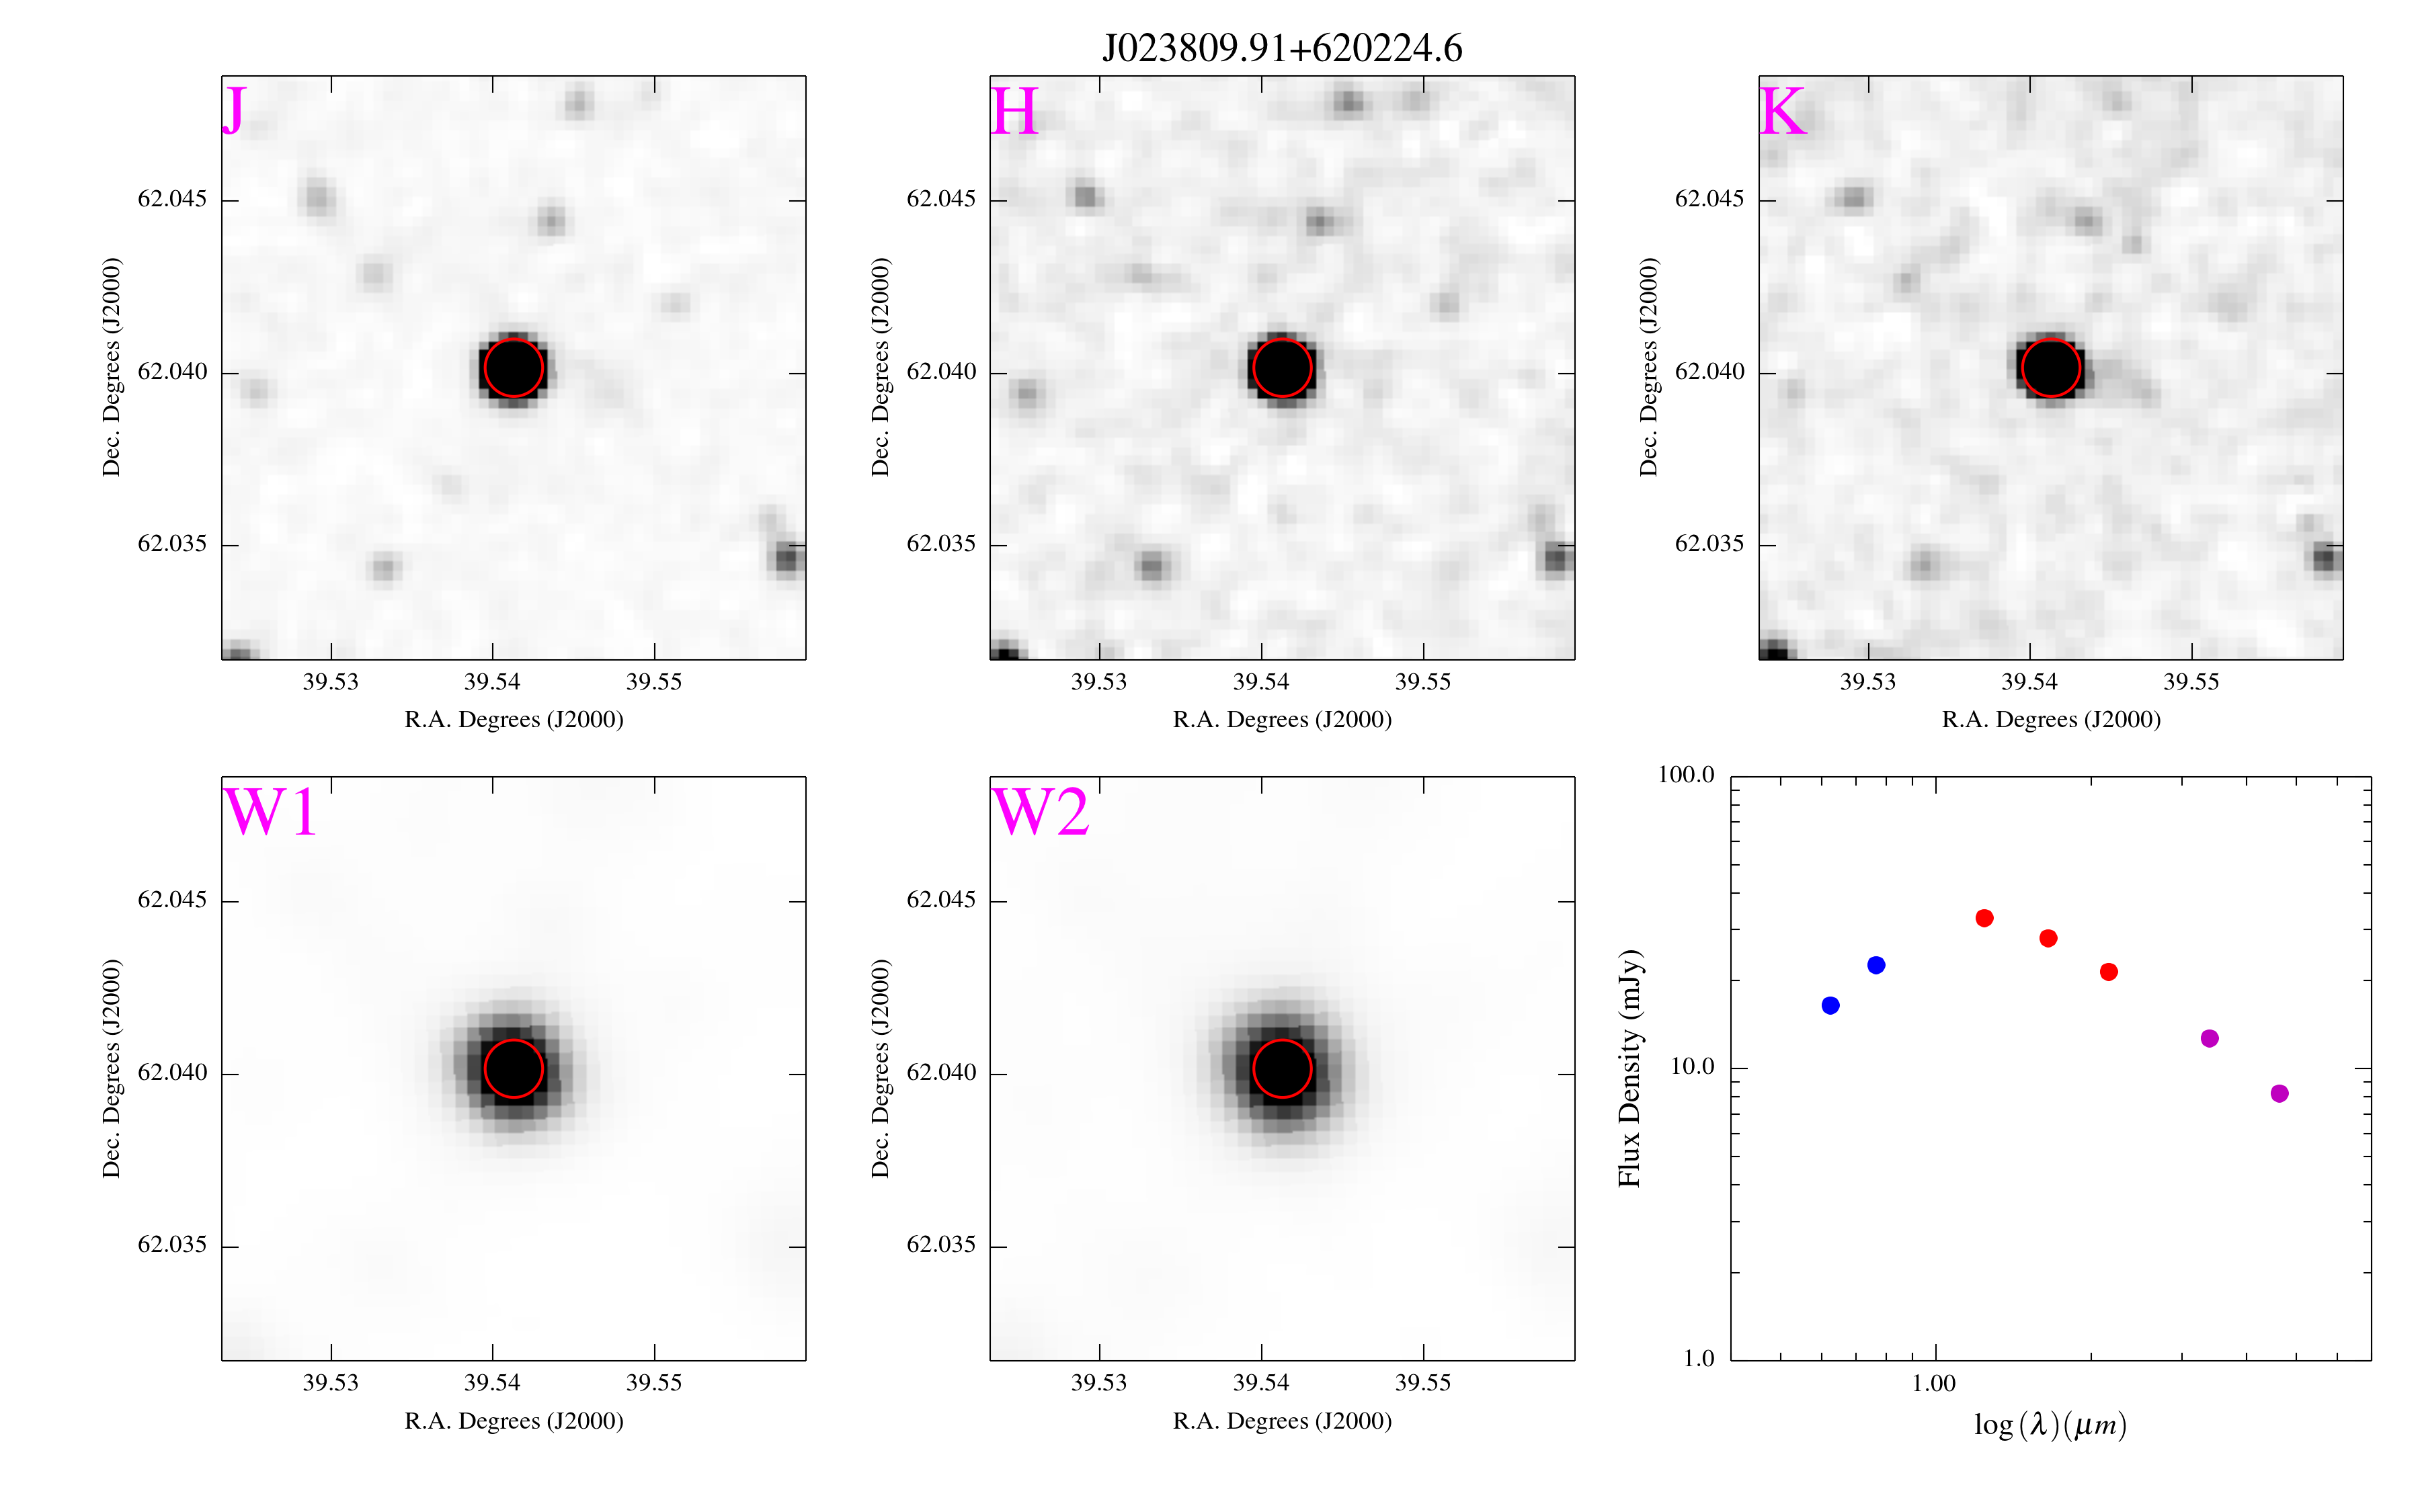 J023809.91+620224.6
J
62.045
62.040
62.035
Dec. Degrees (J2000)
39.53 39.54 39.55
R.A. Degrees (J2000)
H
62.045
62.040
62.035
Dec. Degrees (J2000)
39.53 39.54 39.55
R.A. Degrees (J2000)
K
62.045
62.040
62.035
Dec. Degrees (J2000)
39.53 39.54 39.55
R.A. Degrees (J2000)
W1
62.045
62.040
62.035
Dec. Degrees (J2000)
39.53 39.54 39.55
R.A. Degrees (J2000)
W2
62.045
62.040
62.035
Dec. Degrees (J2000)
39.53 39.54 39.55
R.A. Degrees (J2000)
100.0
10.0
1.0
Flux Density (mJy)
1.00
log (λ)(μm)